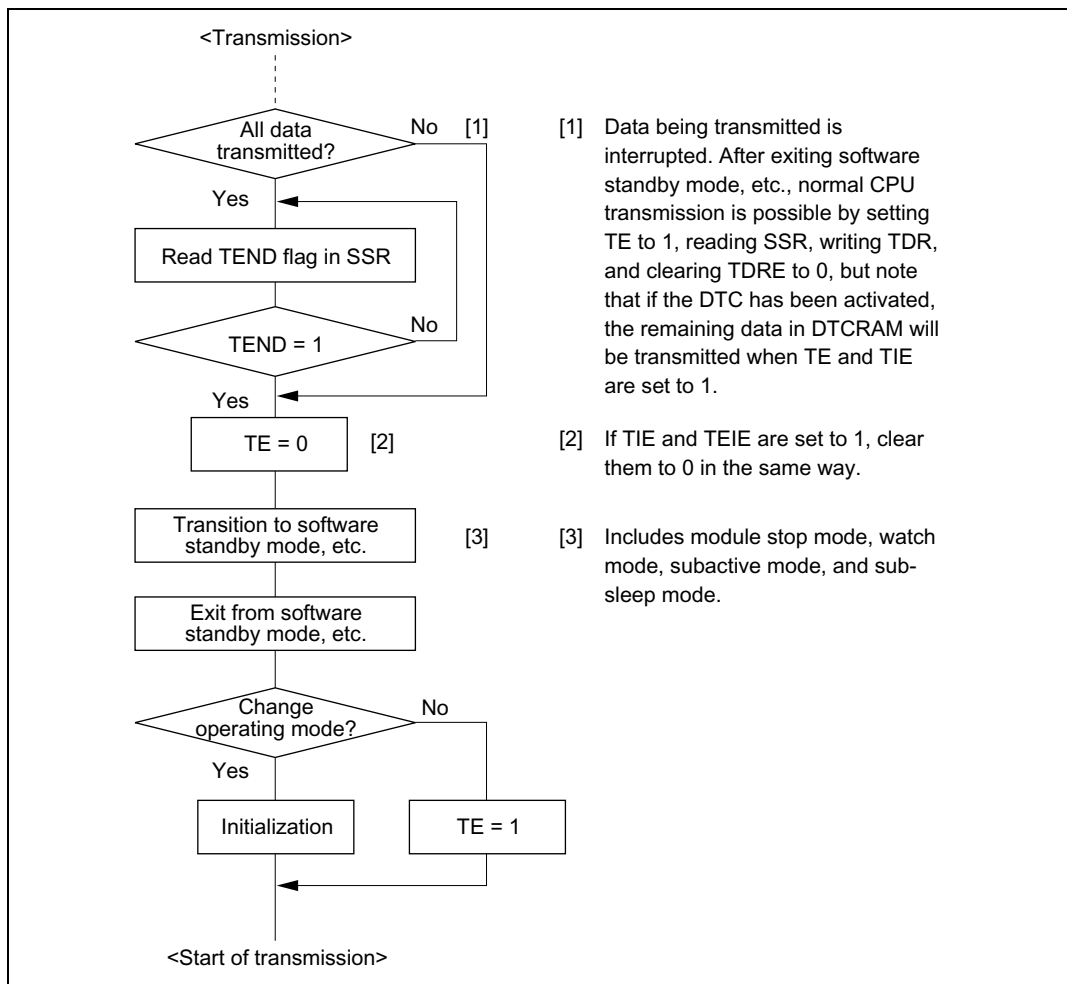 <Transmission>
All data
transmitted?
No
[1]
Yes
Read TEND flag in SSR
TEND = 1
No
Yes
TE = 0
[2]
Transition to software
standby mode, etc.
[3]
Exit from software
standby mode, etc.
Change
operating mode?
No
Yes
Initialization
TE = 1
<Start of transmission>
[1] Data being transmitted is
interrupted. After exiting software
standby mode, etc., normal CPU
transmission is possible by setting
TE to 1, reading SSR, writing TDR,
and clearing TDRE to 0, but note
that if the DTC has been activated,
the remaining data in DTCRAM will
be transmitted when TE and TIE
are set to 1.
[2] If TIE and TEIE are set to 1, clear
them to 0 in the same way.
[3] Includes module stop mode, watch
mode, subactive mode, and sub-
sleep mode.